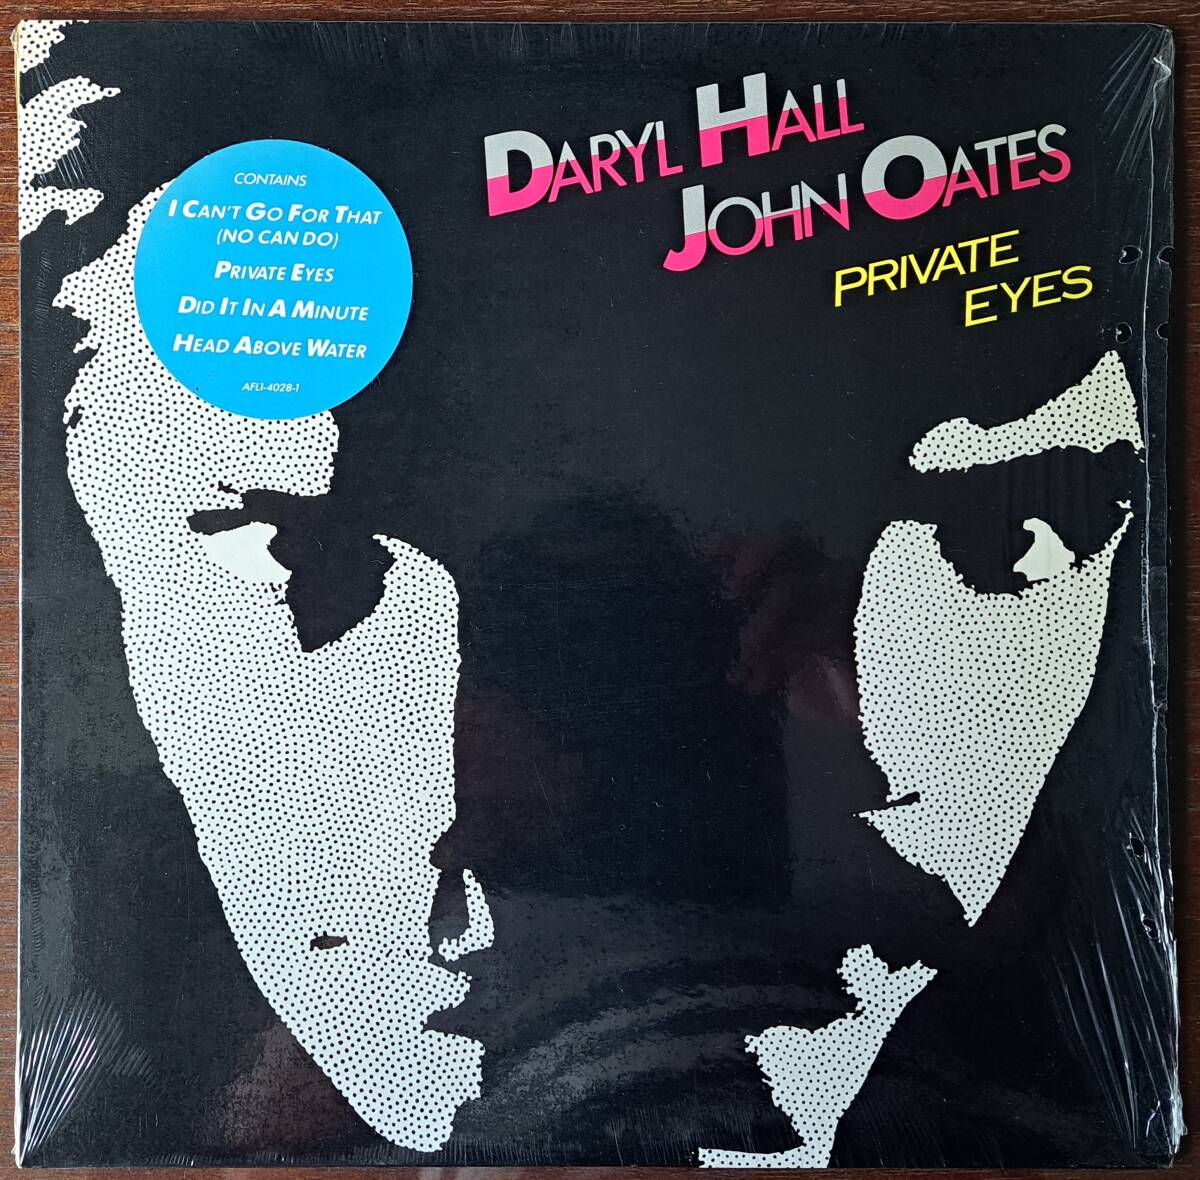 DARYL HALL
JOHN OATES
PRIVATE
EYES
CONTAINS
I CAN'T GO FOR THAT
(NO CAN DO)
PRIVATE EYES
DID IT IN A MINUTE
HEAD ABOVE WATER
AFL1-4028-1